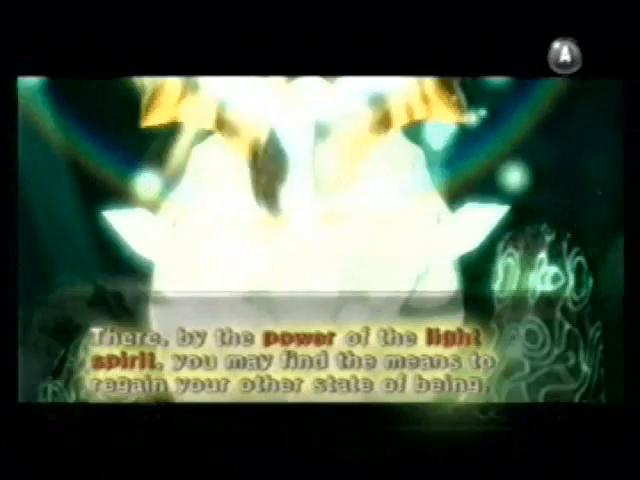 A
There, by the power of the light
spirit, you may find the means to
regain your other state of being.